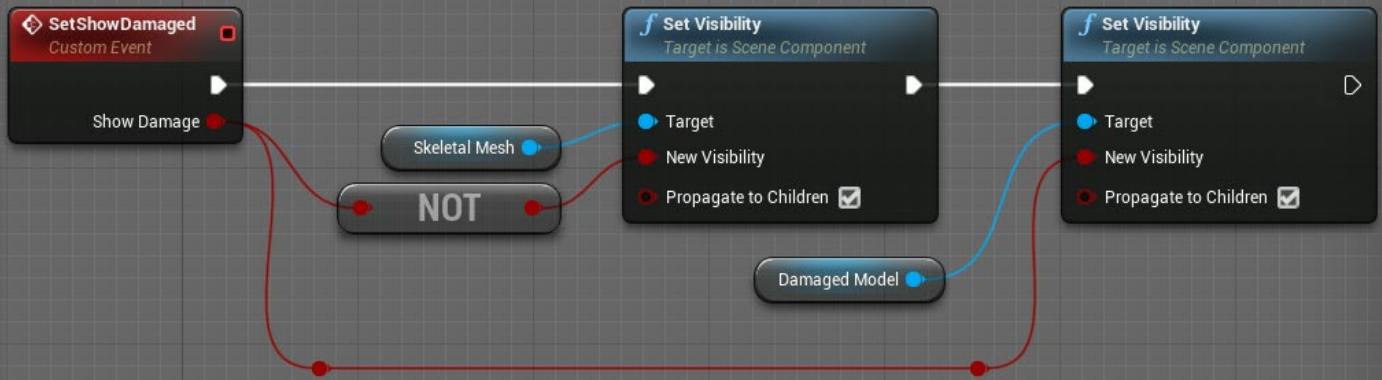 SetShowDamaged
Custom Event
Show Damage
Skeletal Mesh
NOT
f Set Visibility
Target is Scene Component
Target
New Visibility
Propagate to Children
Damaged Model
f Set Visibility
Target is Scene Component
Target
New Visibility
Propagate to Children